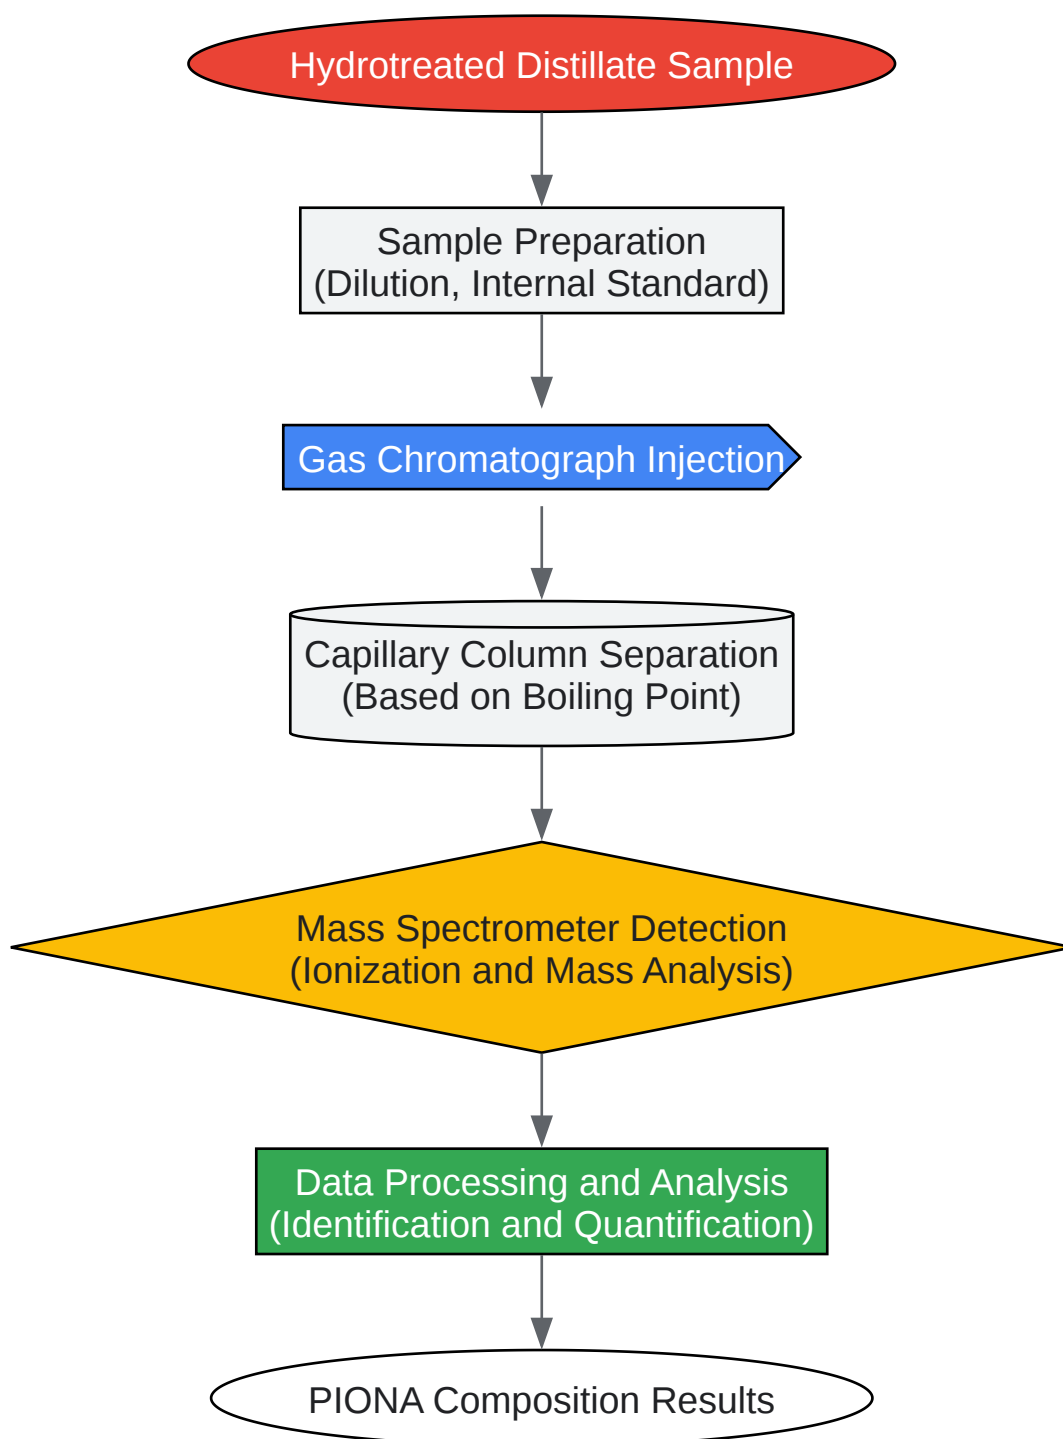 Hydrotreated Distillate Sample
Sample Preparation
(Dilution, Internal Standard)
Gas Chromatograph Injection
Capillary Column Separation
(Based on Boiling Point)
Mass Spectrometer Detection
(Ionization and Mass Analysis)
Data Processing and Analysis
(Identification and Quantification)
PIONA Composition Results